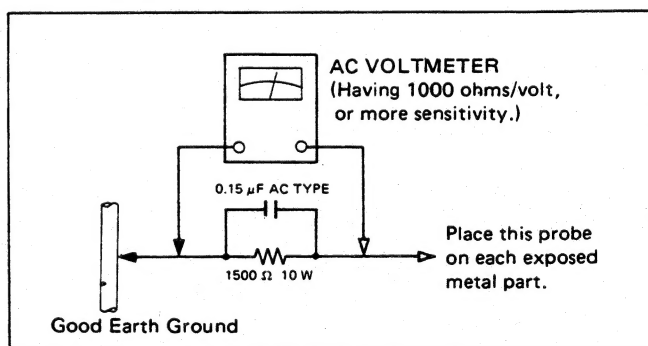 AC VOLTMETER
(Having 1000 ohms/volt,
or more sensitivity.)
0.15 µF AC TYPE
1500 Ω 10 W
Place this probe
on each exposed
metal part.
Good Earth Ground